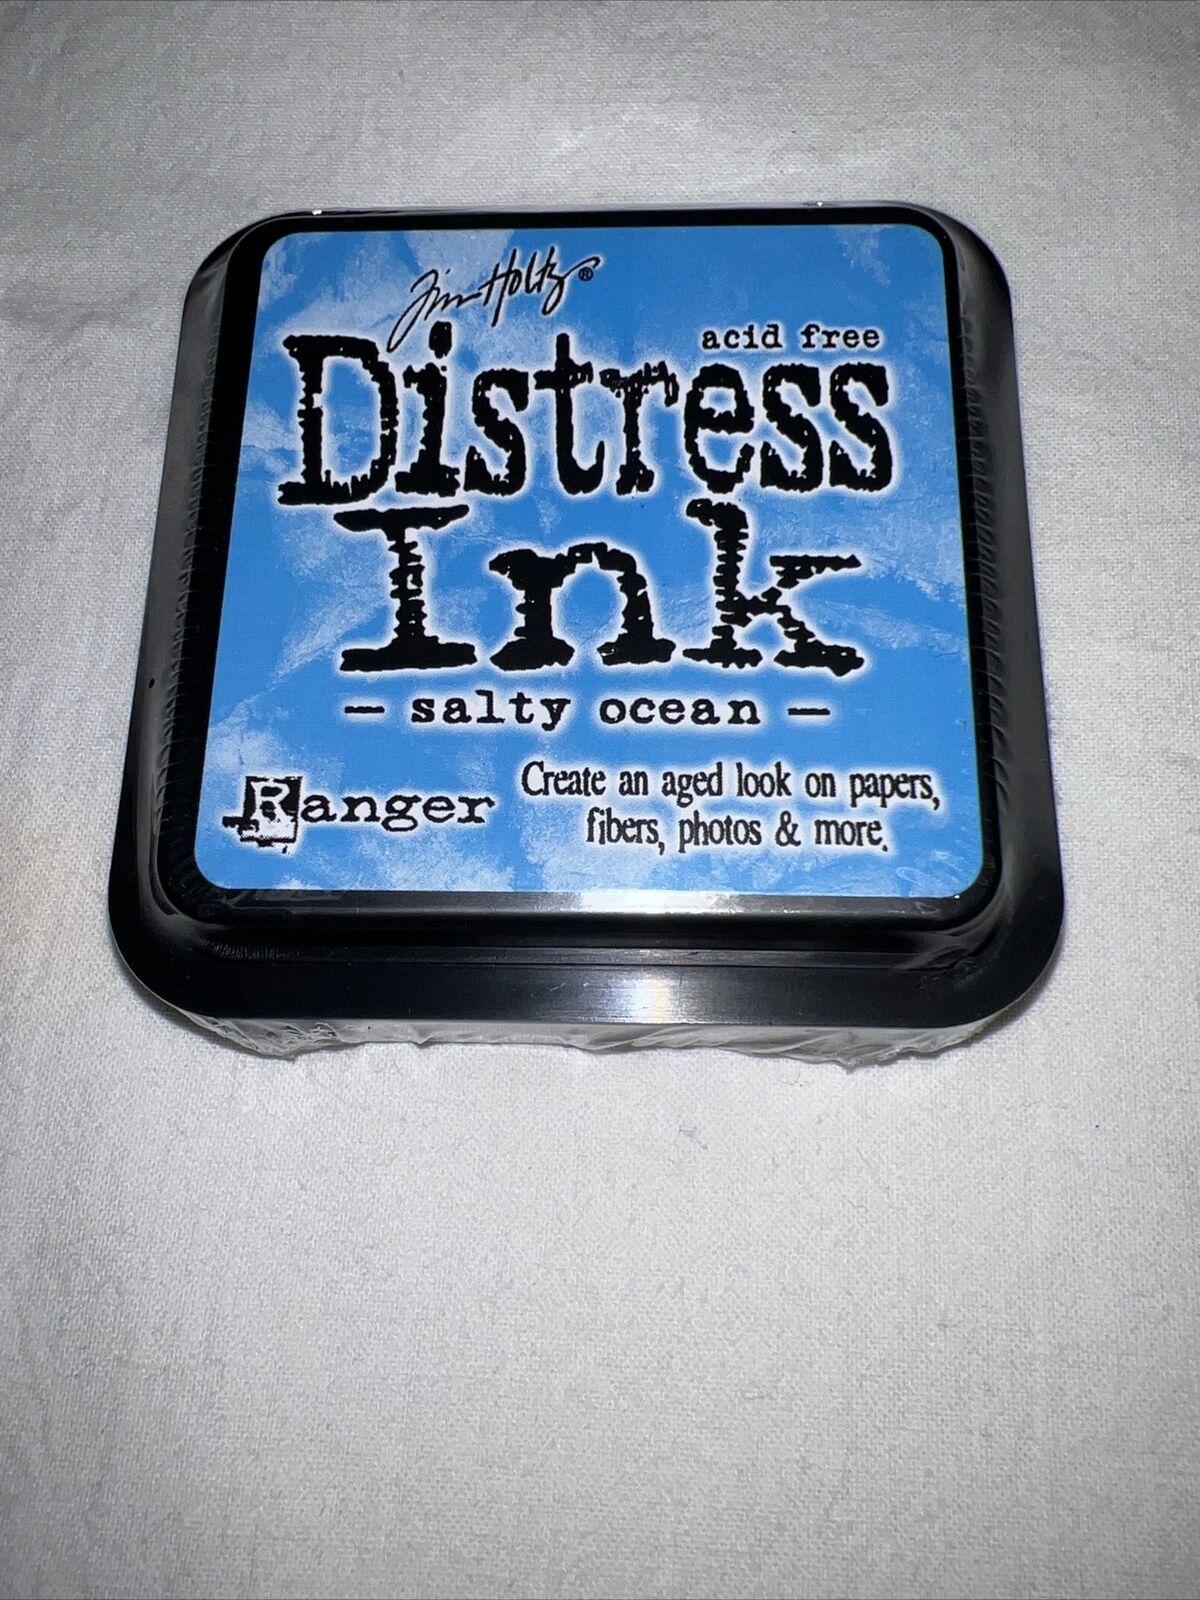 Tim Holtz®
acid free
Distress
Ink
— salty ocean —
Ranger
Create an aged look on papers,
fibers, photos & more.